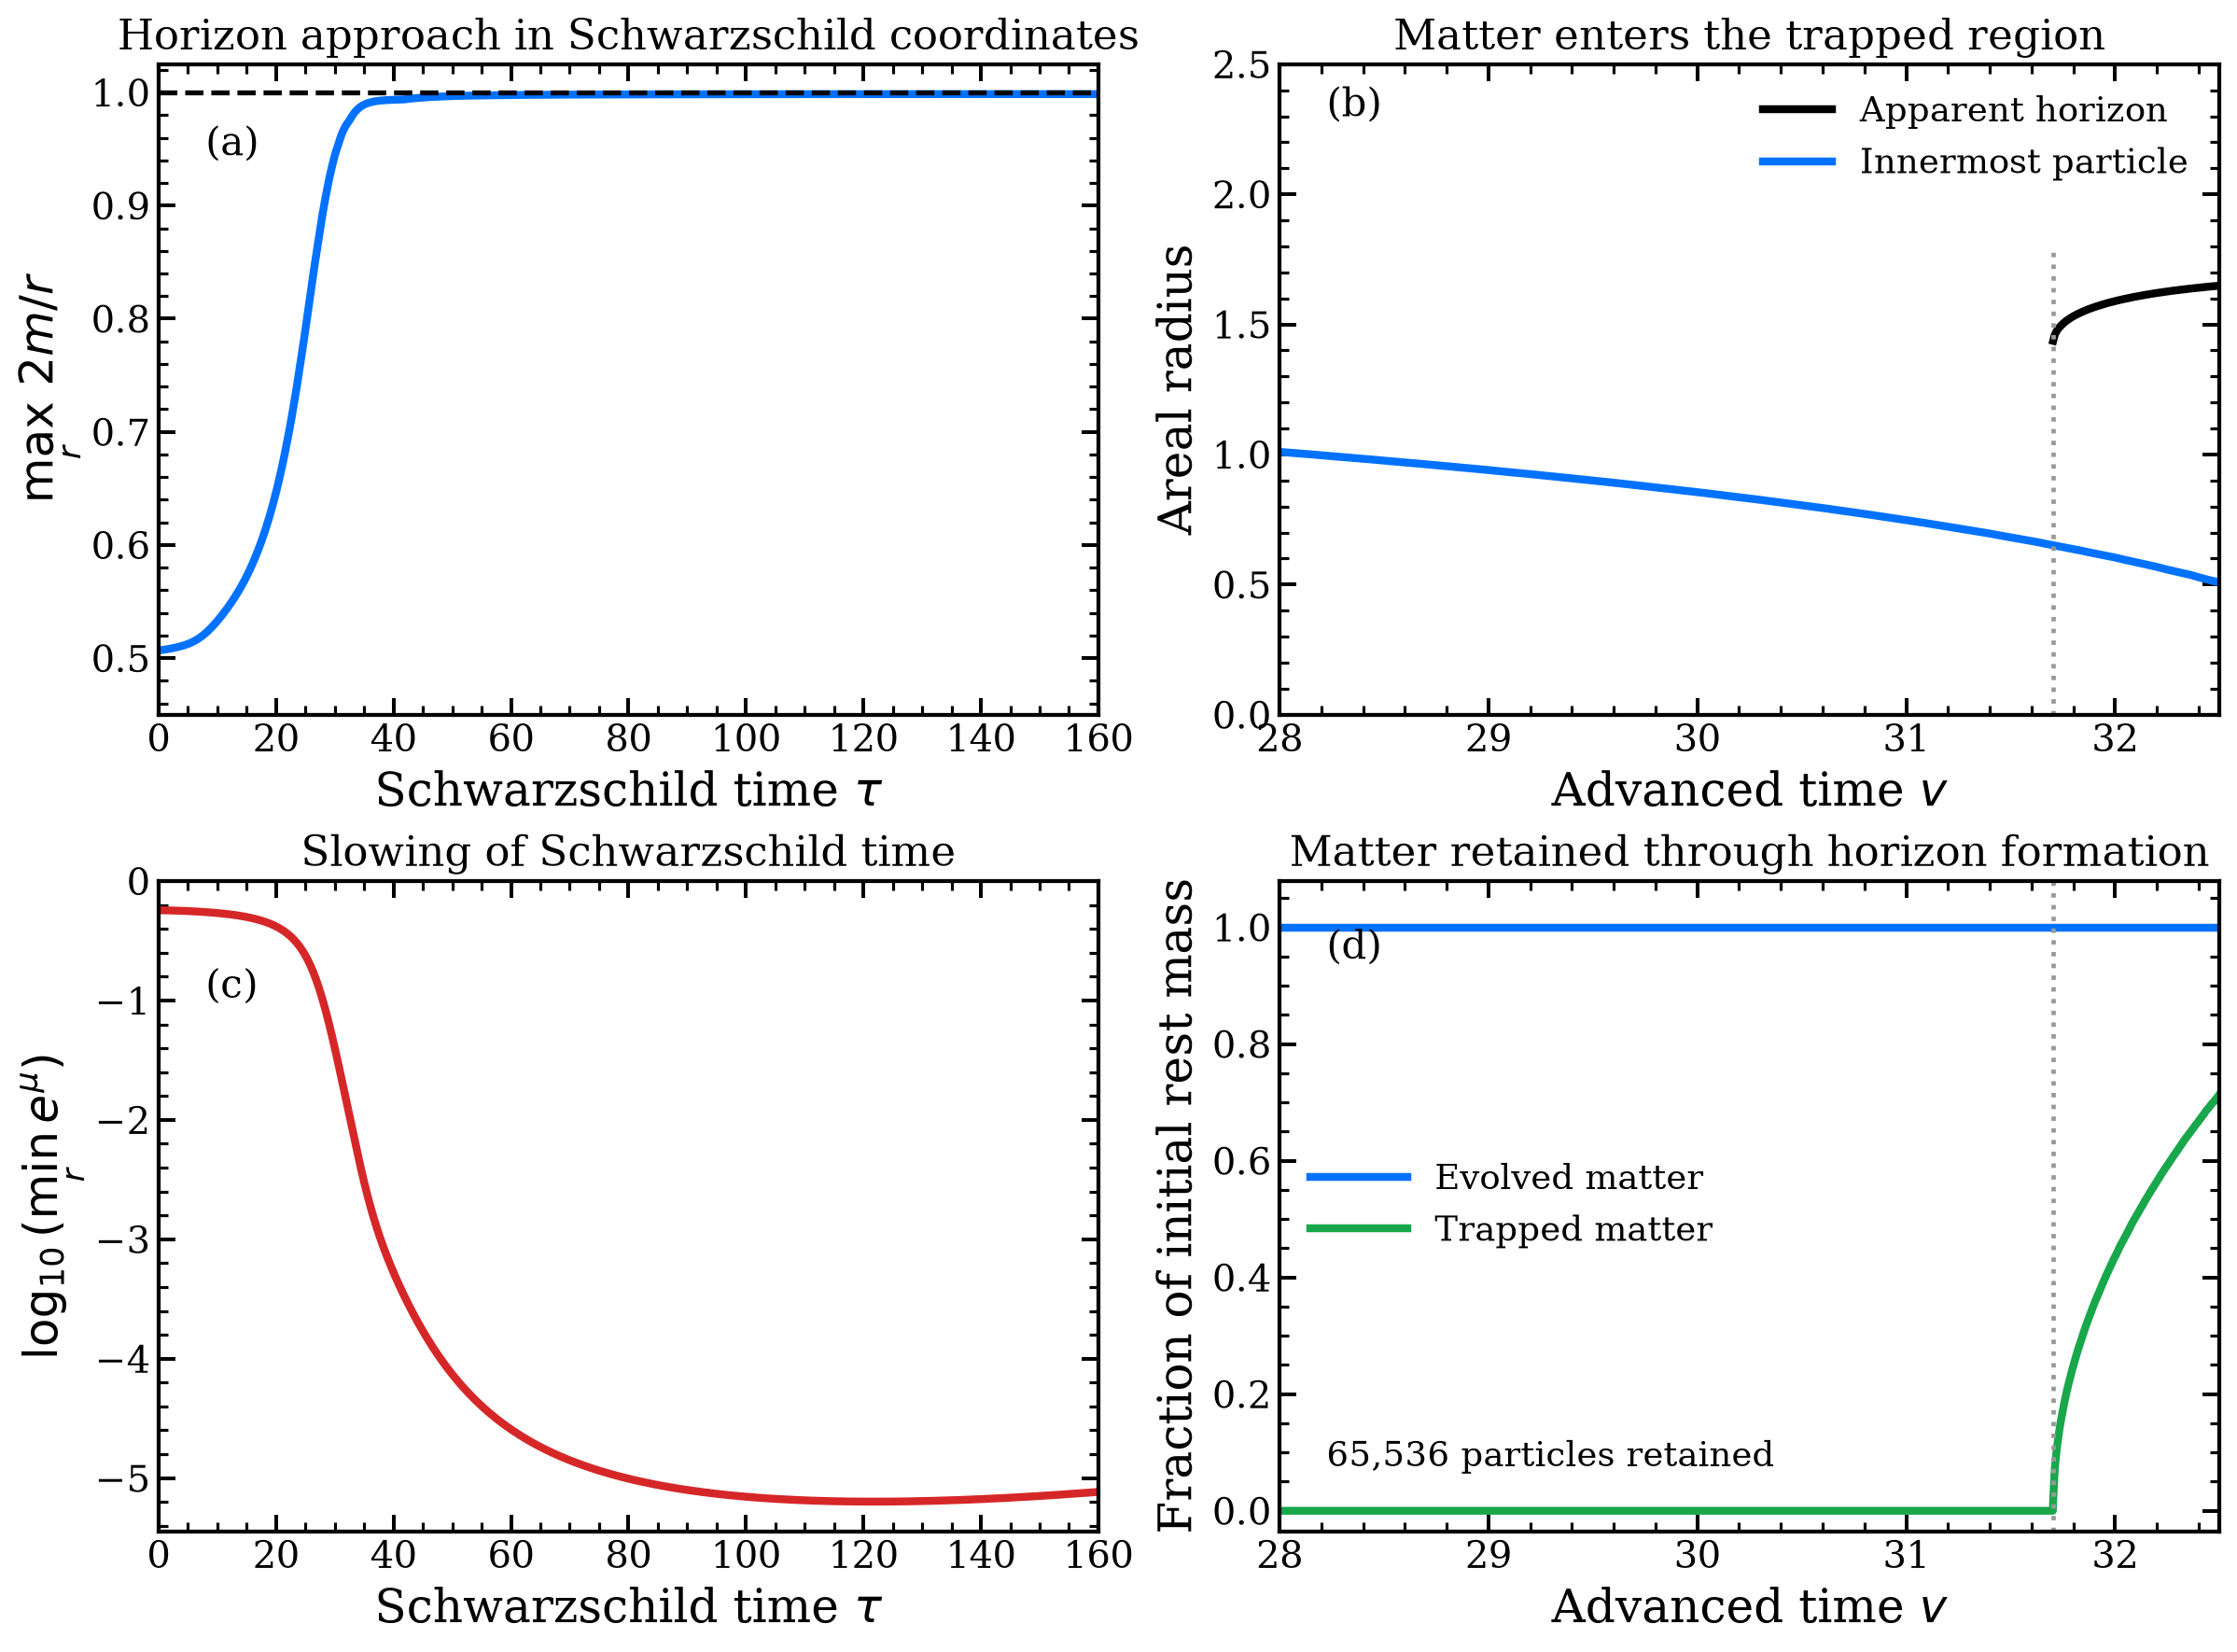 Horizon approach in Schwarzschild coordinates
1.0
0.9
0.8
0.7
0.6
0.5
max 2m/r
r
(a)
0 20 40 60 80 100 120 140 160
Schwarzschild time τ
Matter enters the trapped region
2.5
2.0
1.5
1.0
0.5
0.0
Areal radius
(b)
Apparent horizon
Innermost particle
28 29 30 31 32
Advanced time v
Slowing of Schwarzschild time
0
−1
−2
−3
−4
−5
log₁₀(min e^μ)
r
(c)
0 20 40 60 80 100 120 140 160
Schwarzschild time τ
Matter retained through horizon formation
1.0
0.8
0.6
0.4
0.2
0.0
Fraction of initial rest mass
(d)
Evolved matter
Trapped matter
65,536 particles retained
28 29 30 31 32
Advanced time v